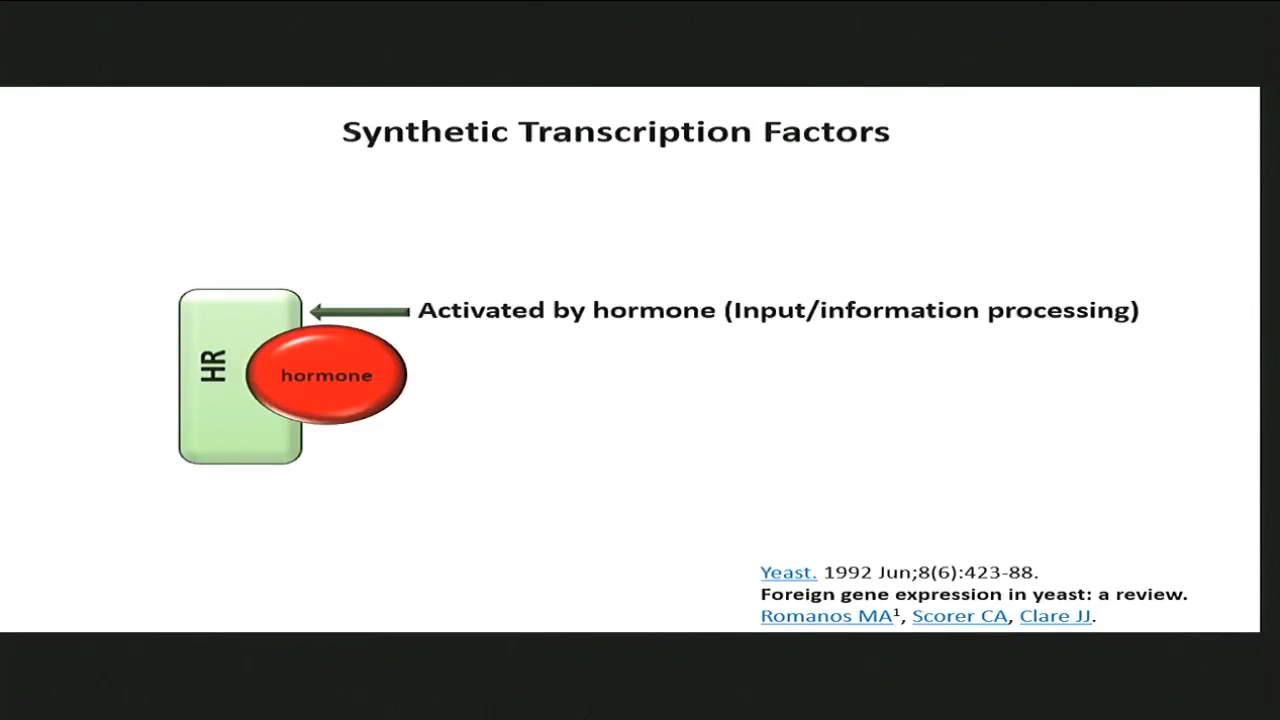 Synthetic Transcription Factors
Activated by hormone (Input/information processing)
HR
hormone
Yeast. 1992 Jun;8(6):423-88.
Foreign gene expression in yeast: a review.
Romanos MA¹, Scorer CA, Clare JJ.